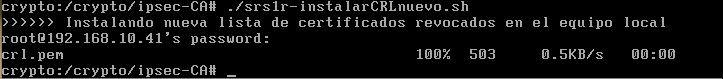 crypto:/crypto/ipsec-CA# ./srs1r-instalarCRLnuevo.sh
>>>>>> Instalando nueva lista de certificados revocados en el equipo local
root@192.168.10.41's password:
crl.pem 100% 503 0.5KB/s 00:00
crypto:/crypto/ipsec-CA# _